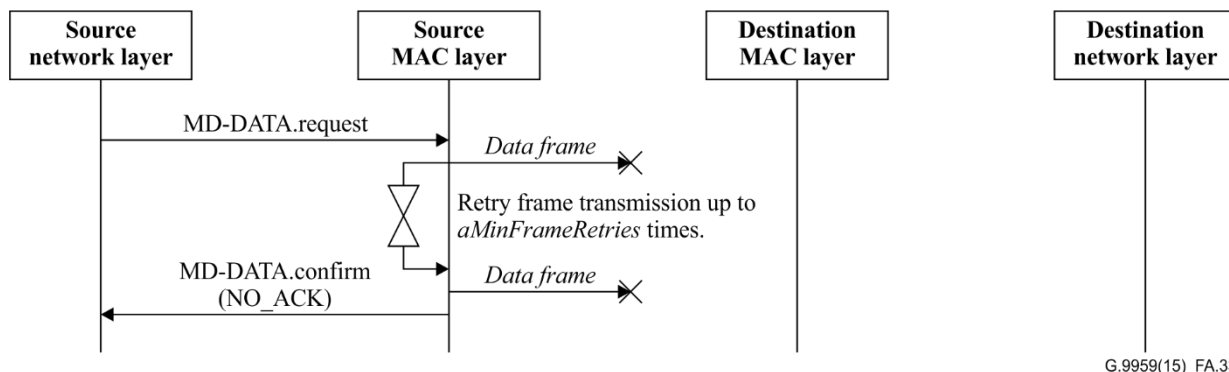 Source
network layer
Source
MAC layer
Destination
MAC layer
Destination
network layer
MD-DATA.request
Data frame
Retry frame transmission up to
aMinFrameRetries times.
MD-DATA.confirm
(NO_ACK)
Data frame
G.9959(15)_FA.3